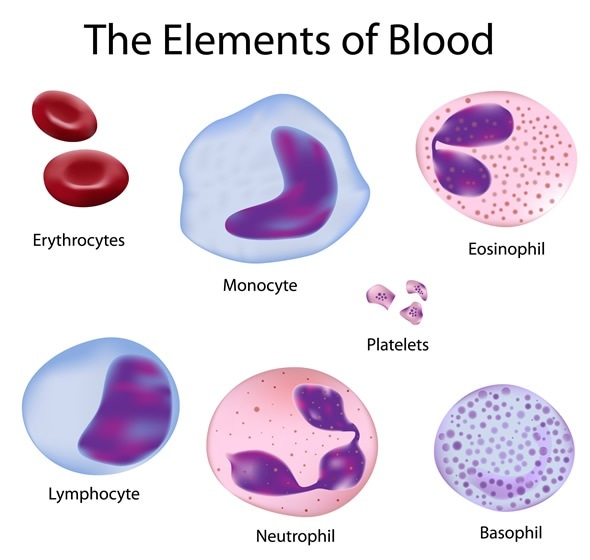 The Elements of Blood
Erythrocytes
Monocyte
Eosinophil
Platelets
Lymphocyte
Neutrophil
Basophil